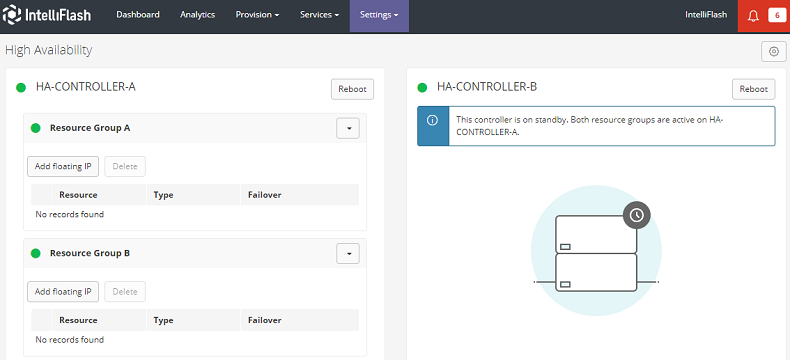 IntelliFlash Dashboard Analytics Provision Services Settings IntelliFlash 6
High Availability
HA-CONTROLLER-A Reboot
Resource Group A
Add floating IP Delete
Resource Type Failover
No records found
Resource Group B
Add floating IP Delete
Resource Type Failover
No records found
HA-CONTROLLER-B Reboot
This controller is on standby. Both resource groups are active on HA-
CONTROLLER-A.